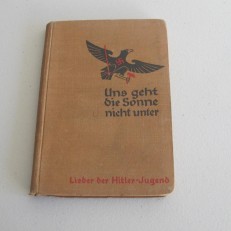 Uns geht
die Sonne
nicht unter
Lieder der Hitler-Jugend